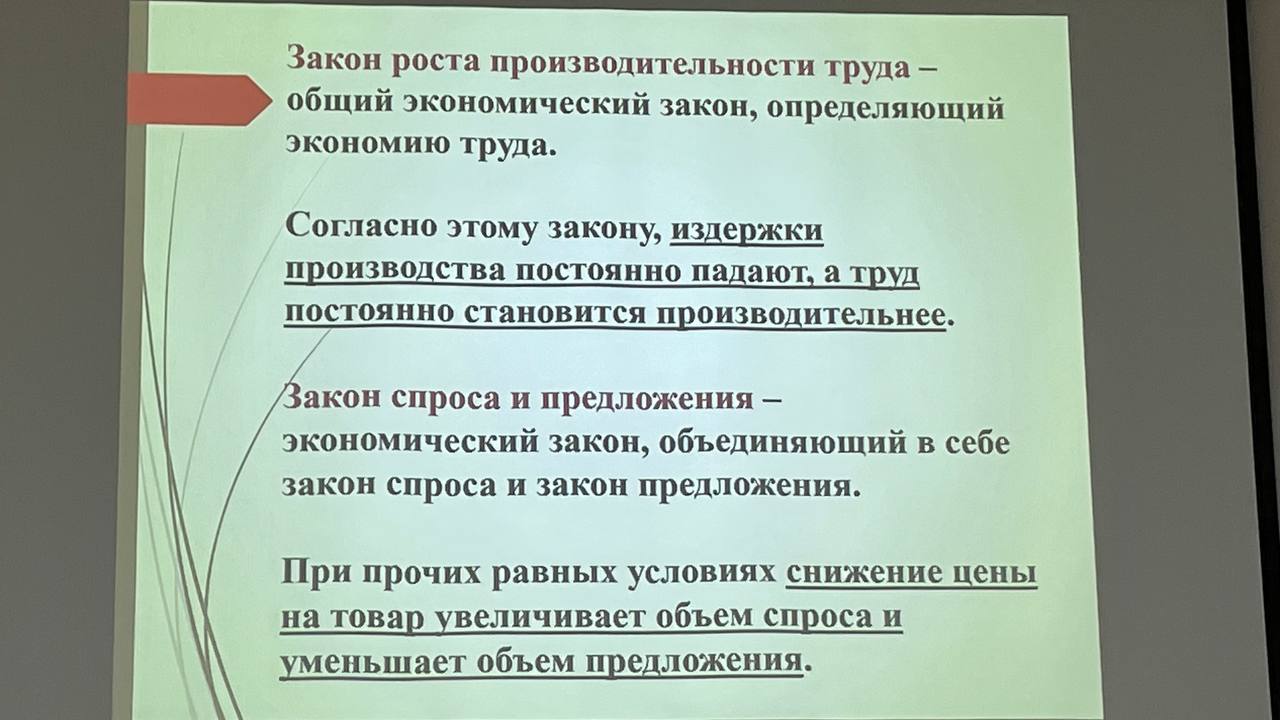 Закон роста производительности труда –
общий экономический закон, определяющий
экономию труда.
Согласно этому закону, издержки
производства постоянно падают, а труд
постоянно становится производительнее.
Закон спроса и предложения –
экономический закон, объединяющий в себе
закон спроса и закон предложения.
При прочих равных условиях снижение цены
на товар увеличивает объем спроса и
уменьшает объем предложения.